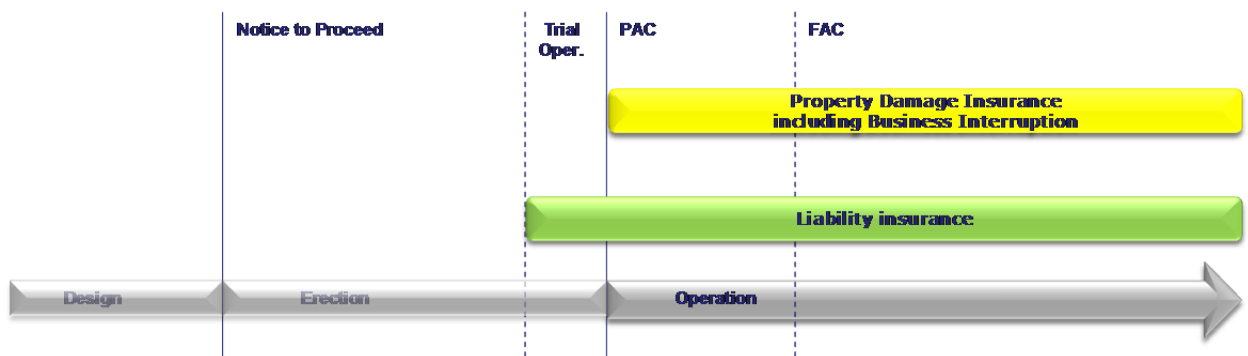 Notice to Proceed
Trial
Oper.
PAC
FAC
Property Damage Insurance
including Business Interruption
Liability insurance
Design
Erection
Operation